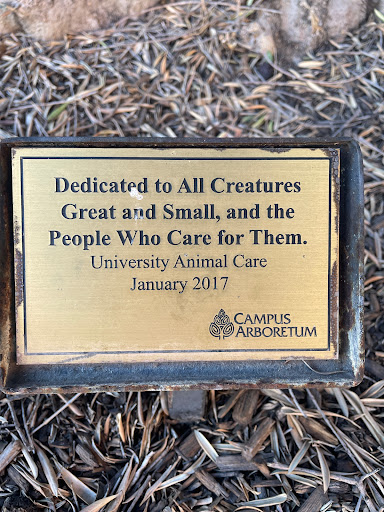 Dedicated to All Creatures
Great and Small, and the
People Who Care for Them.
University Animal Care
January 2017
CAMPUS
ARBORETUM